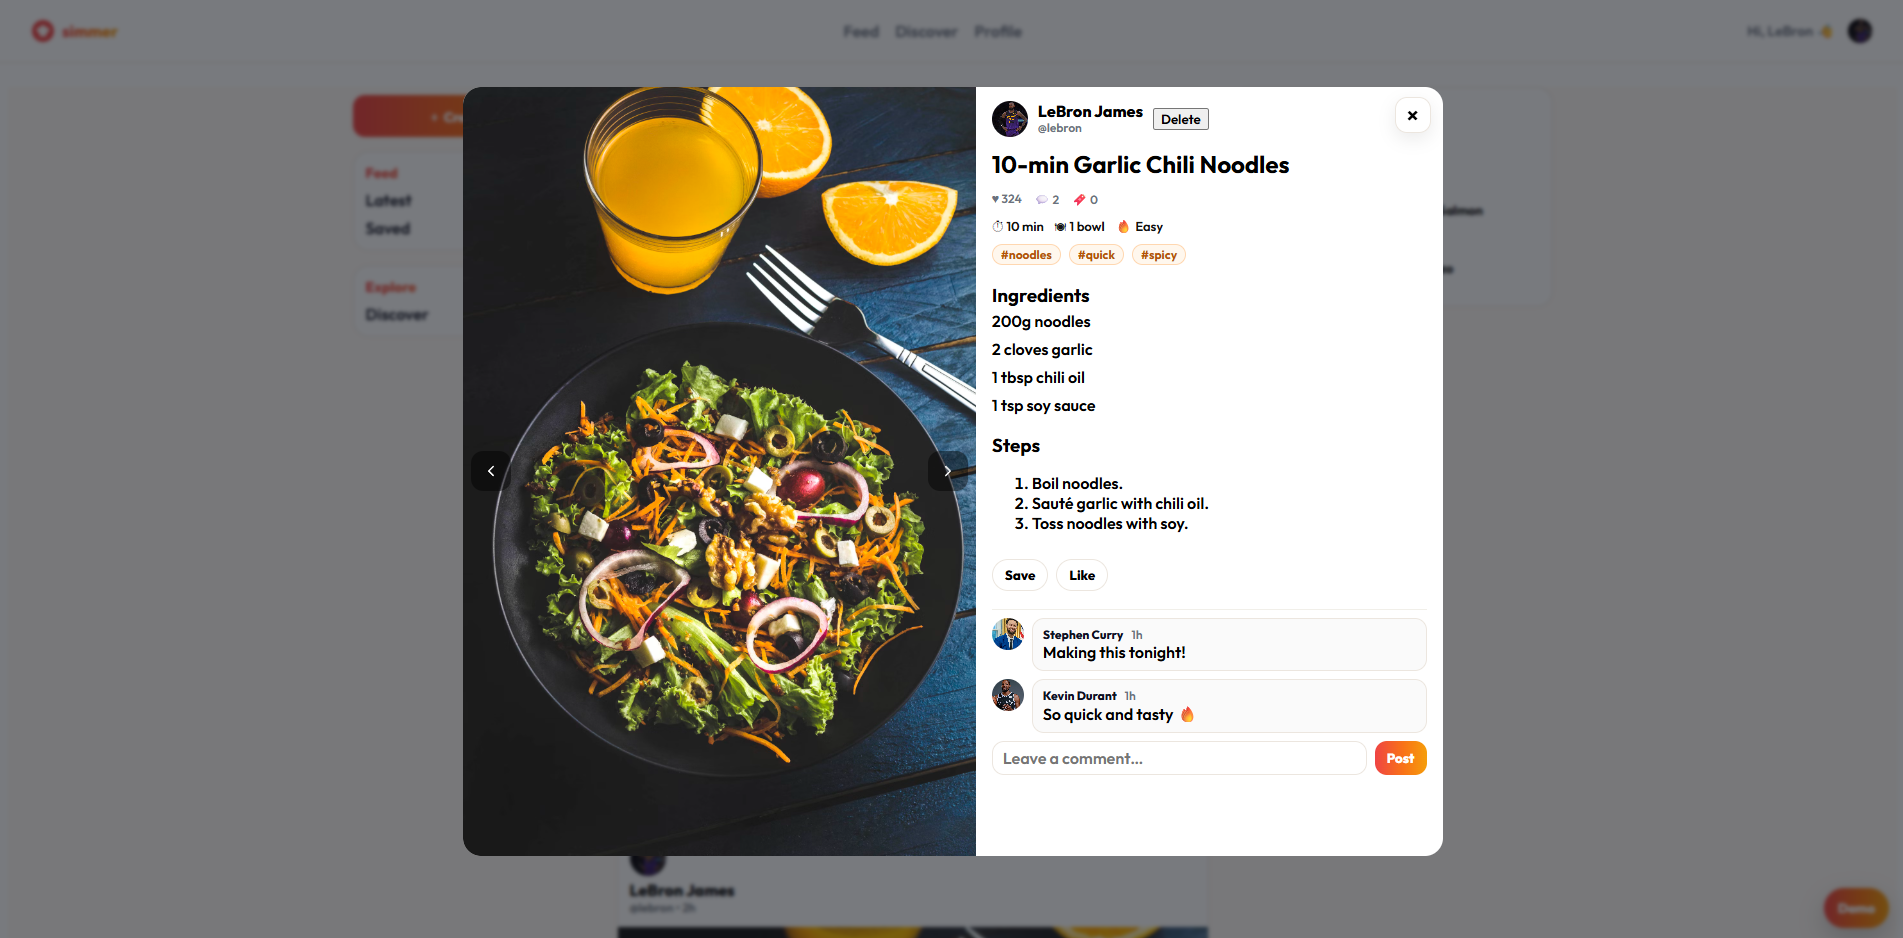 simmer
Feed Discover Profile
Hi, LeBron
Feed
Latest
Saved
Explore
Discover
LeBron James
@lebron
Delete
×
10-min Garlic Chili Noodles
♥ 324 💬 2 🔖 0
⏱ 10 min 🍽 1 bowl 🔥 Easy
#noodles #quick #spicy
Ingredients
200g noodles
2 cloves garlic
1 tbsp chili oil
1 tsp soy sauce
Steps
1. Boil noodles.
2. Sauté garlic with chili oil.
3. Toss noodles with soy.
Save Like
Stephen Curry 1h
Making this tonight!
Kevin Durant 1h
So quick and tasty 🔥
Leave a comment...
Post
LeBron James
@lebron • 2h
Demo